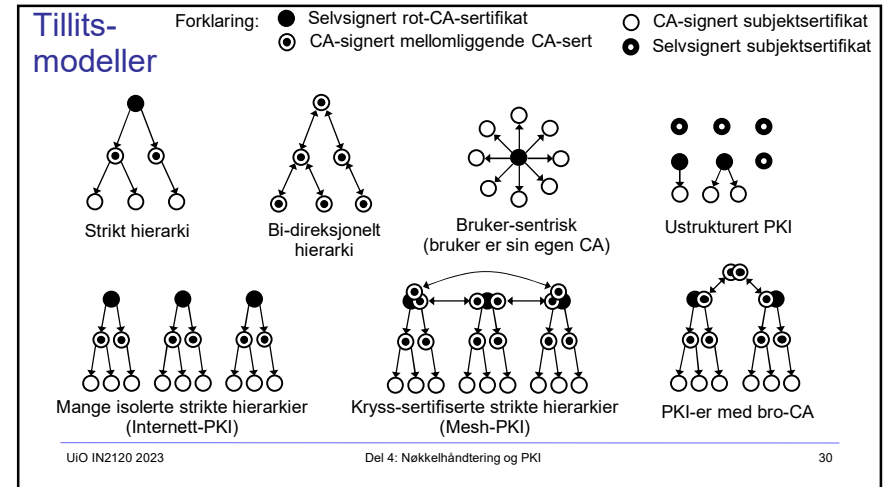 Tillits-
modeller
Forklaring:
Selvsignert rot-CA-sertifikat
CA-signert mellomliggende CA-sert
CA-signert subjektsertifikat
Selvsignert subjektsertifikat
Strikt hierarki
Bi-direksjonelt
hierarki
Bruker-sentrisk
(bruker er sin egen CA)
Ustrukturert PKI
Mange isolerte strikte hierarkier
(Internett-PKI)
Kryss-sertifiserte strikte hierarkier
(Mesh-PKI)
PKI-er med bro-CA
UiO IN2120 2023
Del 4: Nøkkelhåndtering og PKI
30